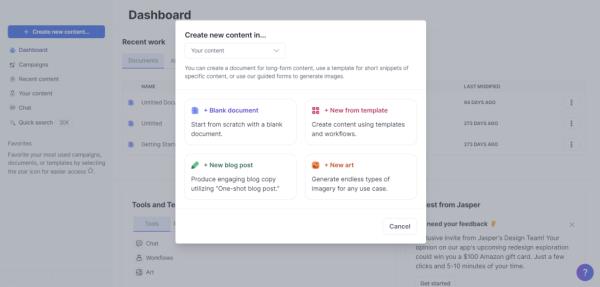 Dashboard
+ Create new content...
Dashboard
Campaigns
Recent content
Your content
Chat
Quick search
Favorites
Favorite your most used campaigns,
documents, or templates by selecting
the star icon for easier access
Recent work
Documents
NAME
LAST MODIFIED
Untitled Docu
94 DAYS AGO
Untitled
273 DAYS AGO
Getting Start
273 DAYS AGO
Create new content in...
Your content
You can create a document for long-form content, use a template for short snippets of
specific content, or use our guided forms to generate images.
+ Blank document
Start from scratch with a blank
document.
+ New from template
Create content using templates
and workflows.
+ New blog post
Produce engaging blog copy
utilizing "One-shot blog post."
+ New art
Generate endless types of
imagery for any use case.
Cancel
Tools and Te
Tools
Chat
Workflows
Art
est from Jasper
need your feedback
lusive invite from Jasper's Design Team! Your
opinion on our app's upcoming redesign exploration
could win you a $100 Amazon gift card. Just a few
clicks and 5-10 minutes of your time.
Get started
?